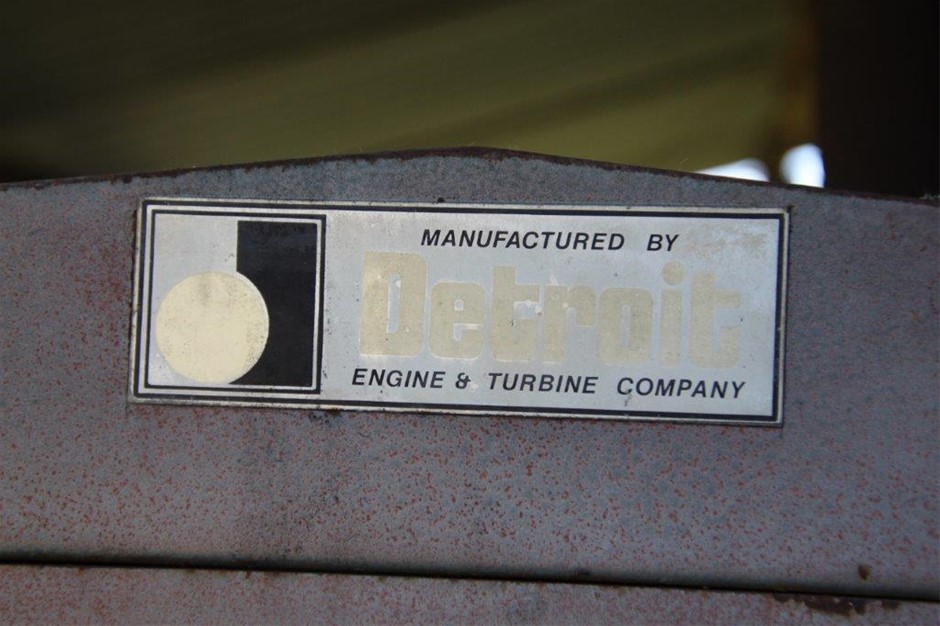 MANUFACTURED BY
Detroit
ENGINE & TURBINE COMPANY